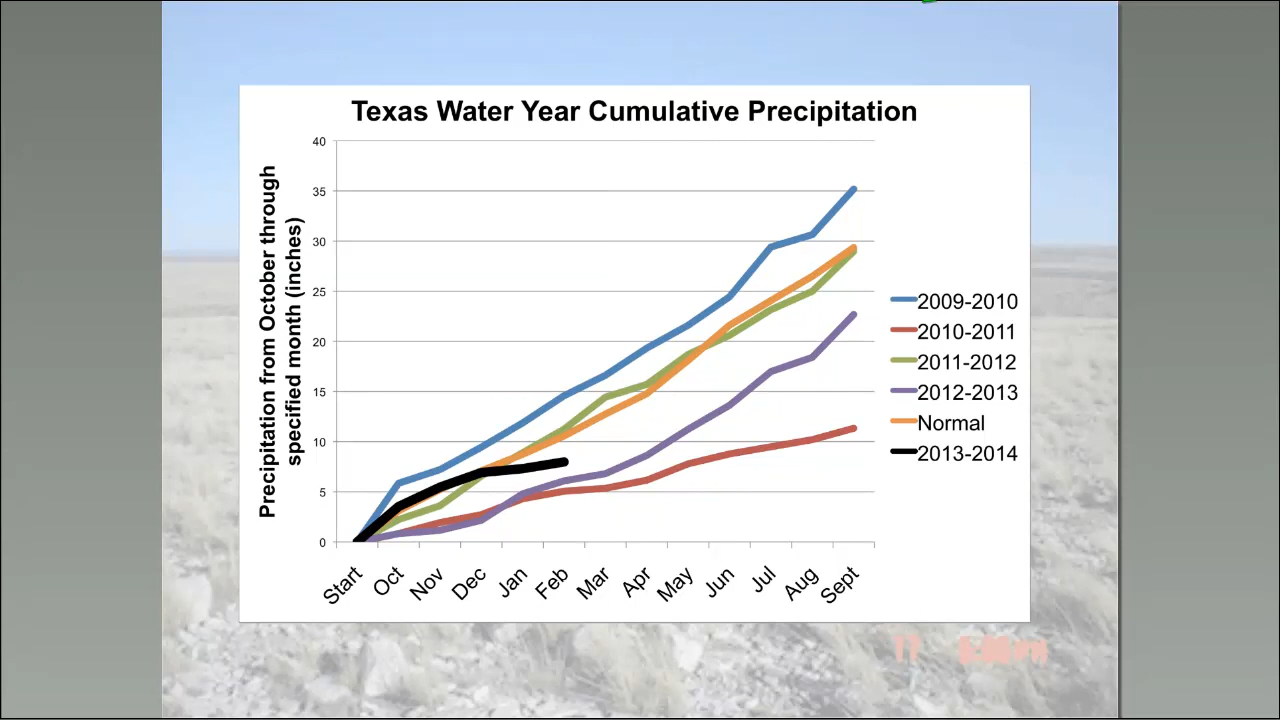 Texas Water Year Cumulative Precipitation
Precipitation from October through
specified month (inches)
40
35
30
25
20
15
10
5
0
Start
Oct
Nov
Dec
Jan
Feb
Mar
Apr
May
Jun
Jul
Aug
Sept
2009-2010
2010-2011
2011-2012
2012-2013
Normal
2013-2014